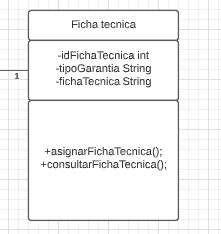 Ficha tecnica
-idFichaTecnica int
-tipoGarantia String
-fichaTecnica String
1
+asignarFichaTecnica();
+consultarFichaTecnica();